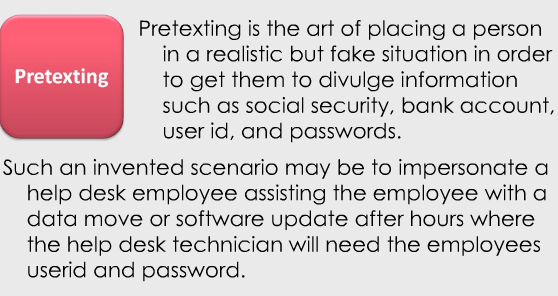 Pretexting
Pretexting is the art of placing a person
in a realistic but fake situation in order
to get them to divulge information
such as social security, bank account,
user id, and passwords.
Such an invented scenario may be to impersonate a
help desk employee assisting the employee with a
data move or software update after hours where
the help desk technician will need the employees
userid and password.